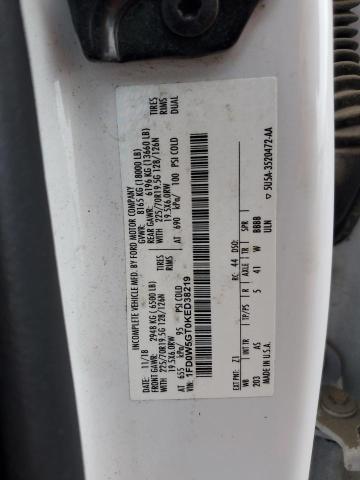 INCOMPLETE VEHICLE MFD. BY FORD MOTOR COMPANY
DATE: 11/18 GVWR: 8165 KG (18000 LB)
FRONT GAWR: 2948 KG (6500 LB) REAR GAWR: 6196 KG (13660 LB)
WITH 225/70R19.5G 128/126N TIRES WITH 225/70R19.5G 128/126N TIRES
19.5X6.0RW RIMS 19.5X6.0RW RIMS
AT 655 kPa/ 95 PSI COLD AT 690 kPa/ 100 PSI COLD DUAL
VIN: 1FD0W5GT0KED38219
EXT PNT: Z1 RC: 44 DSO:
WB INT TR TP/PS R AXLE TR SPR
203 AS 5 41 W BBBB
MADE IN U.S.A. ULN
5U5A-3520472-AA